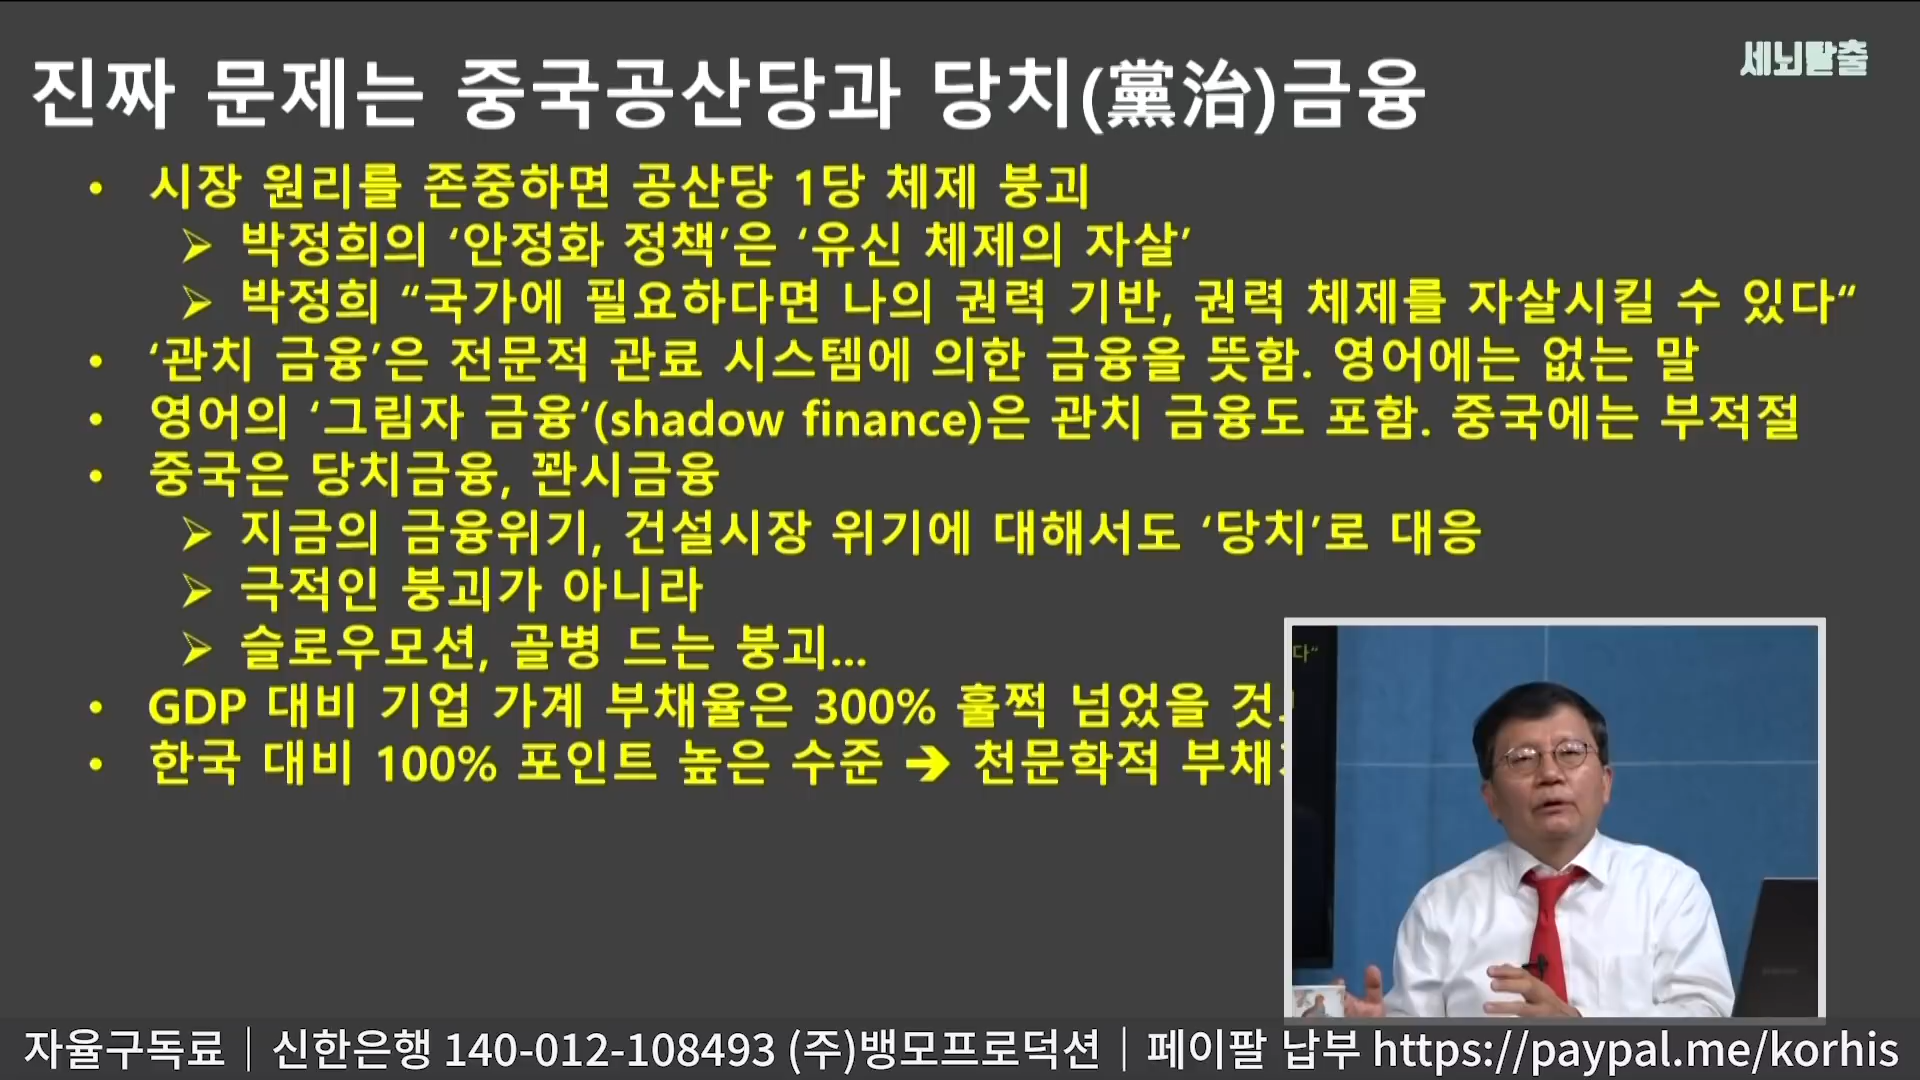 진짜 문제는 중국공산당과 당치(黨治)금융
세뇌탈출
• 시장 원리를 존중하면 공산당 1당 체제 붕괴
➢ 박정희의 ‘안정화 정책’은 ‘유신 체제의 자살’
➢ 박정희 “국가에 필요하다면 나의 권력 기반, 권력 체제를 자살시킬 수 있다“
• ‘관치 금융’은 전문적 관료 시스템에 의한 금융을 뜻함. 영어에는 없는 말
• 영어의 ‘그림자 금융‘(shadow finance)은 관치 금융도 포함. 중국에는 부적절
• 중국은 당치금융, 꽌시금융
➢ 지금의 금융위기, 건설시장 위기에 대해서도 ‘당치’로 대응
➢ 극적인 붕괴가 아니라
➢ 슬로우모션, 골병 드는 붕괴...
• GDP 대비 기업 가계 부채율은 300% 훌쩍 넘었을 것
• 한국 대비 100% 포인트 높은 수준 ➔ 천문학적 부채
다“
자율구독료│신한은행 140-012-108493 (주)뱅모프로덕션│페이팔 납부 https://paypal.me/korhis